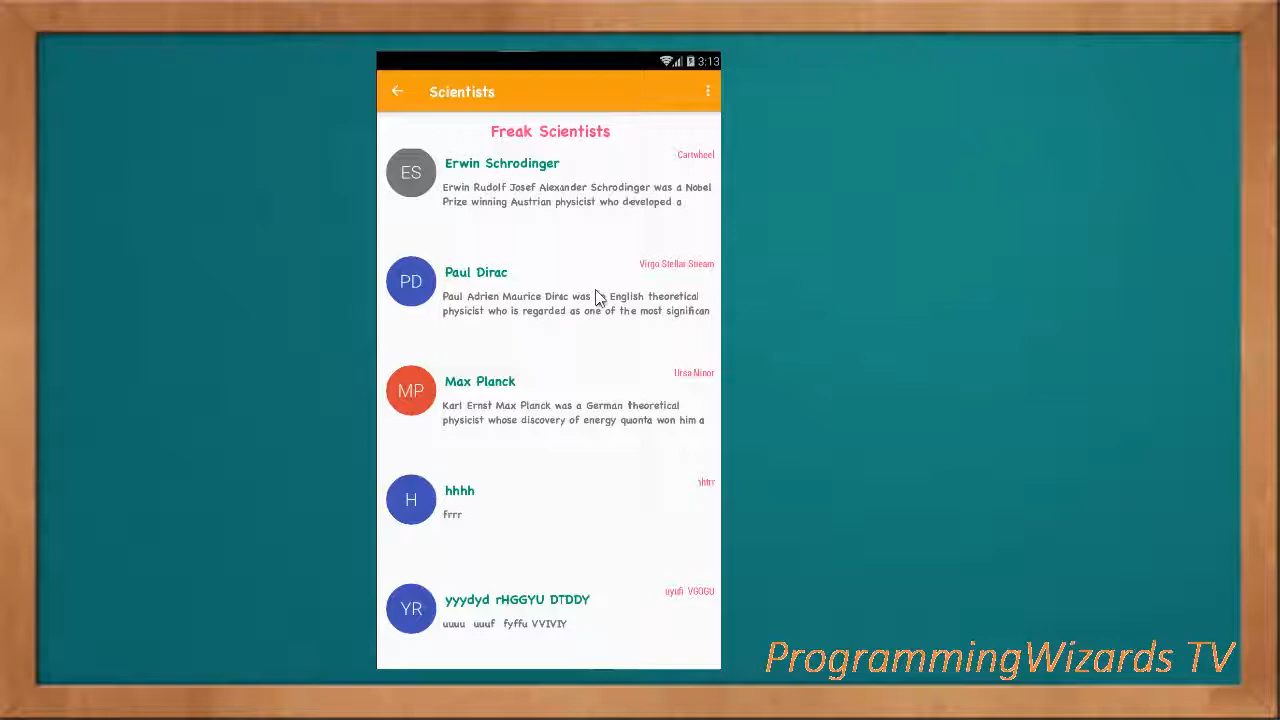 3:13
Scientists
Freak Scientists
ES
Erwin Schrodinger
Cartwheel
Erwin Rudolf Josef Alexander Schrodinger was a Nobel
Prize winning Austrian physicist who developed a
PD
Paul Dirac
Virgo Stellar Stream
Paul Adrien Maurice Dirac was English theoretical
physicist who is regarded as one of the most significan
MP
Max Planck
Ursa Minor
Karl Ernst Max Planck was a German theoretical
physicist whose discovery of energy quanta won him a
H
hhhh
hhtrr
frrr
YR
yyydyd rHGGYU DTDDY
uyufi VGOGU
uuuu uuuf fyffu VVIVIY
ProgrammingWizards TV